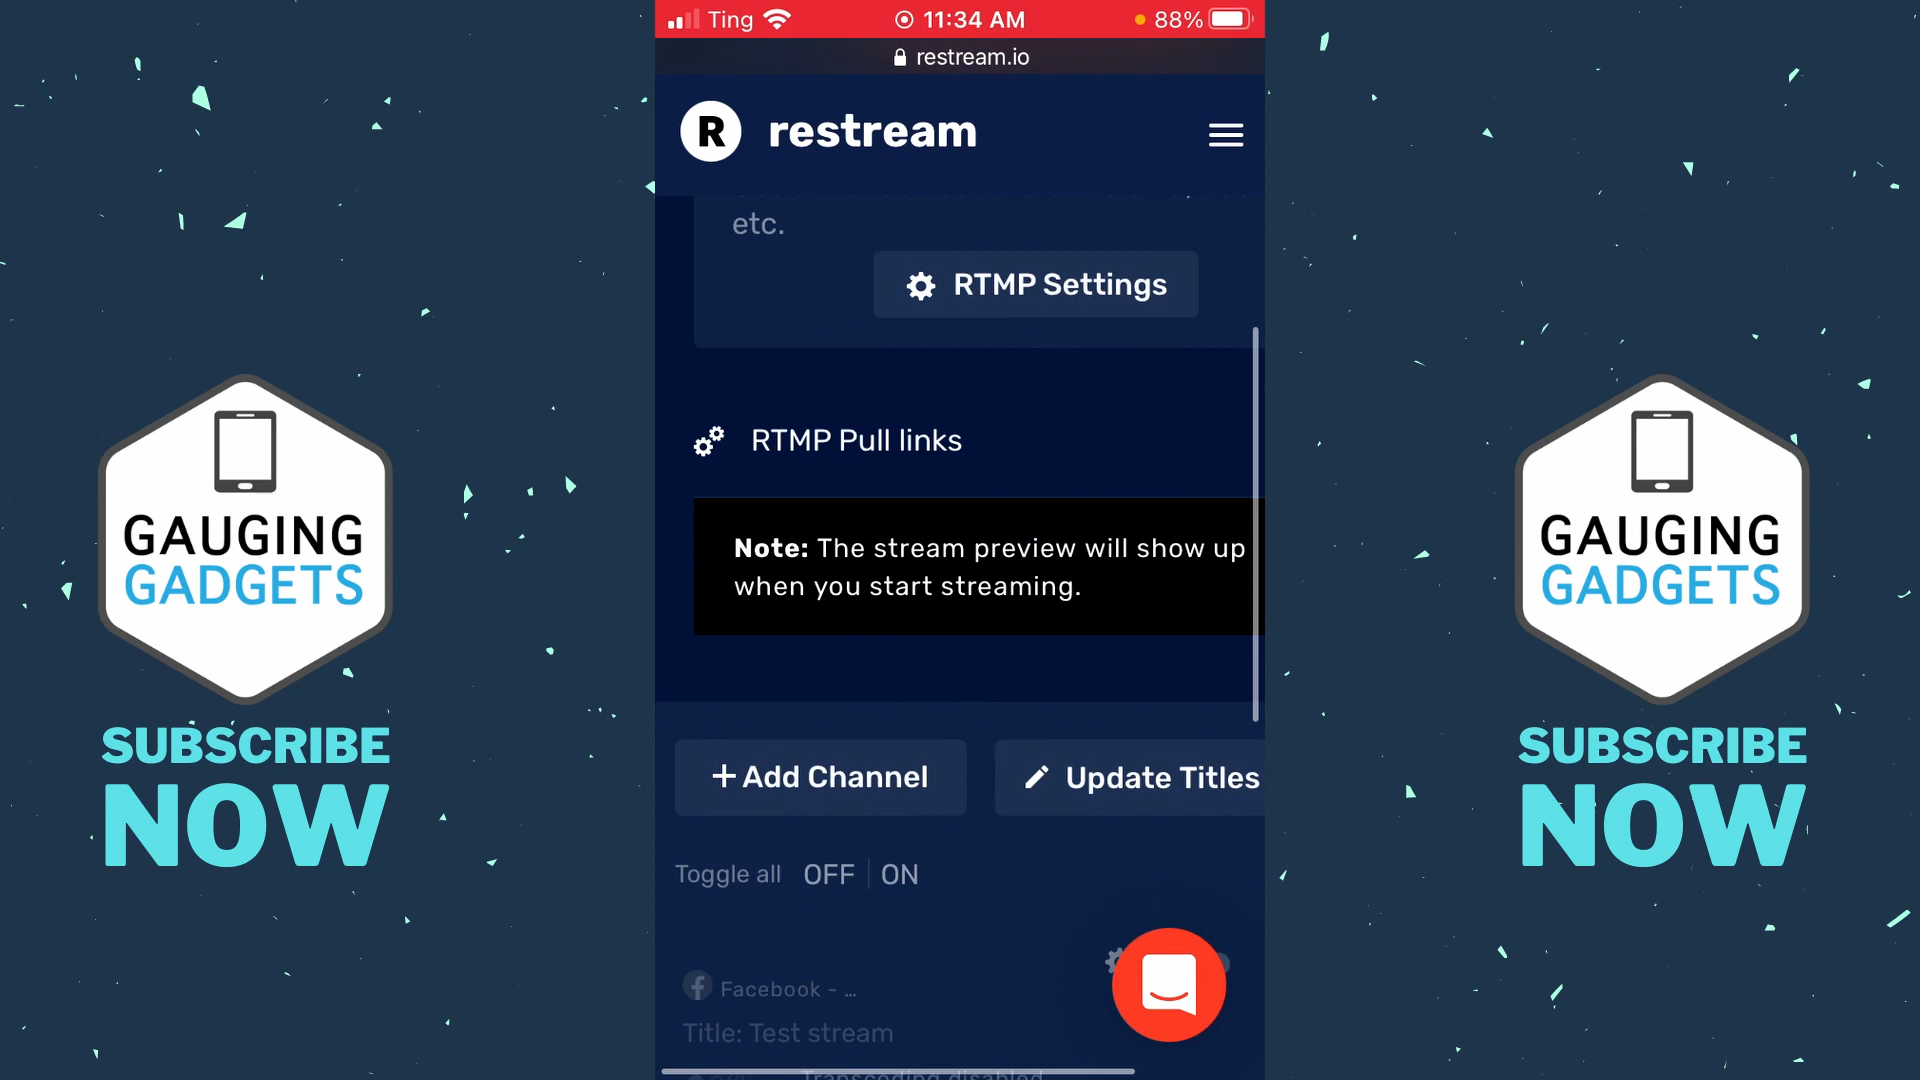 Ting
11:34 AM
88%
restream.io
R restream
etc.
RTMP Settings
RTMP Pull links
Note: The stream preview will show up
when you start streaming.
+ Add Channel
Update Titles
Toggle all OFF ON
Facebook - ...
Title: Test stream
Transcoding disabled
GAUGING
GADGETS
SUBSCRIBE
NOW
GAUGING
GADGETS
SUBSCRIBE
NOW